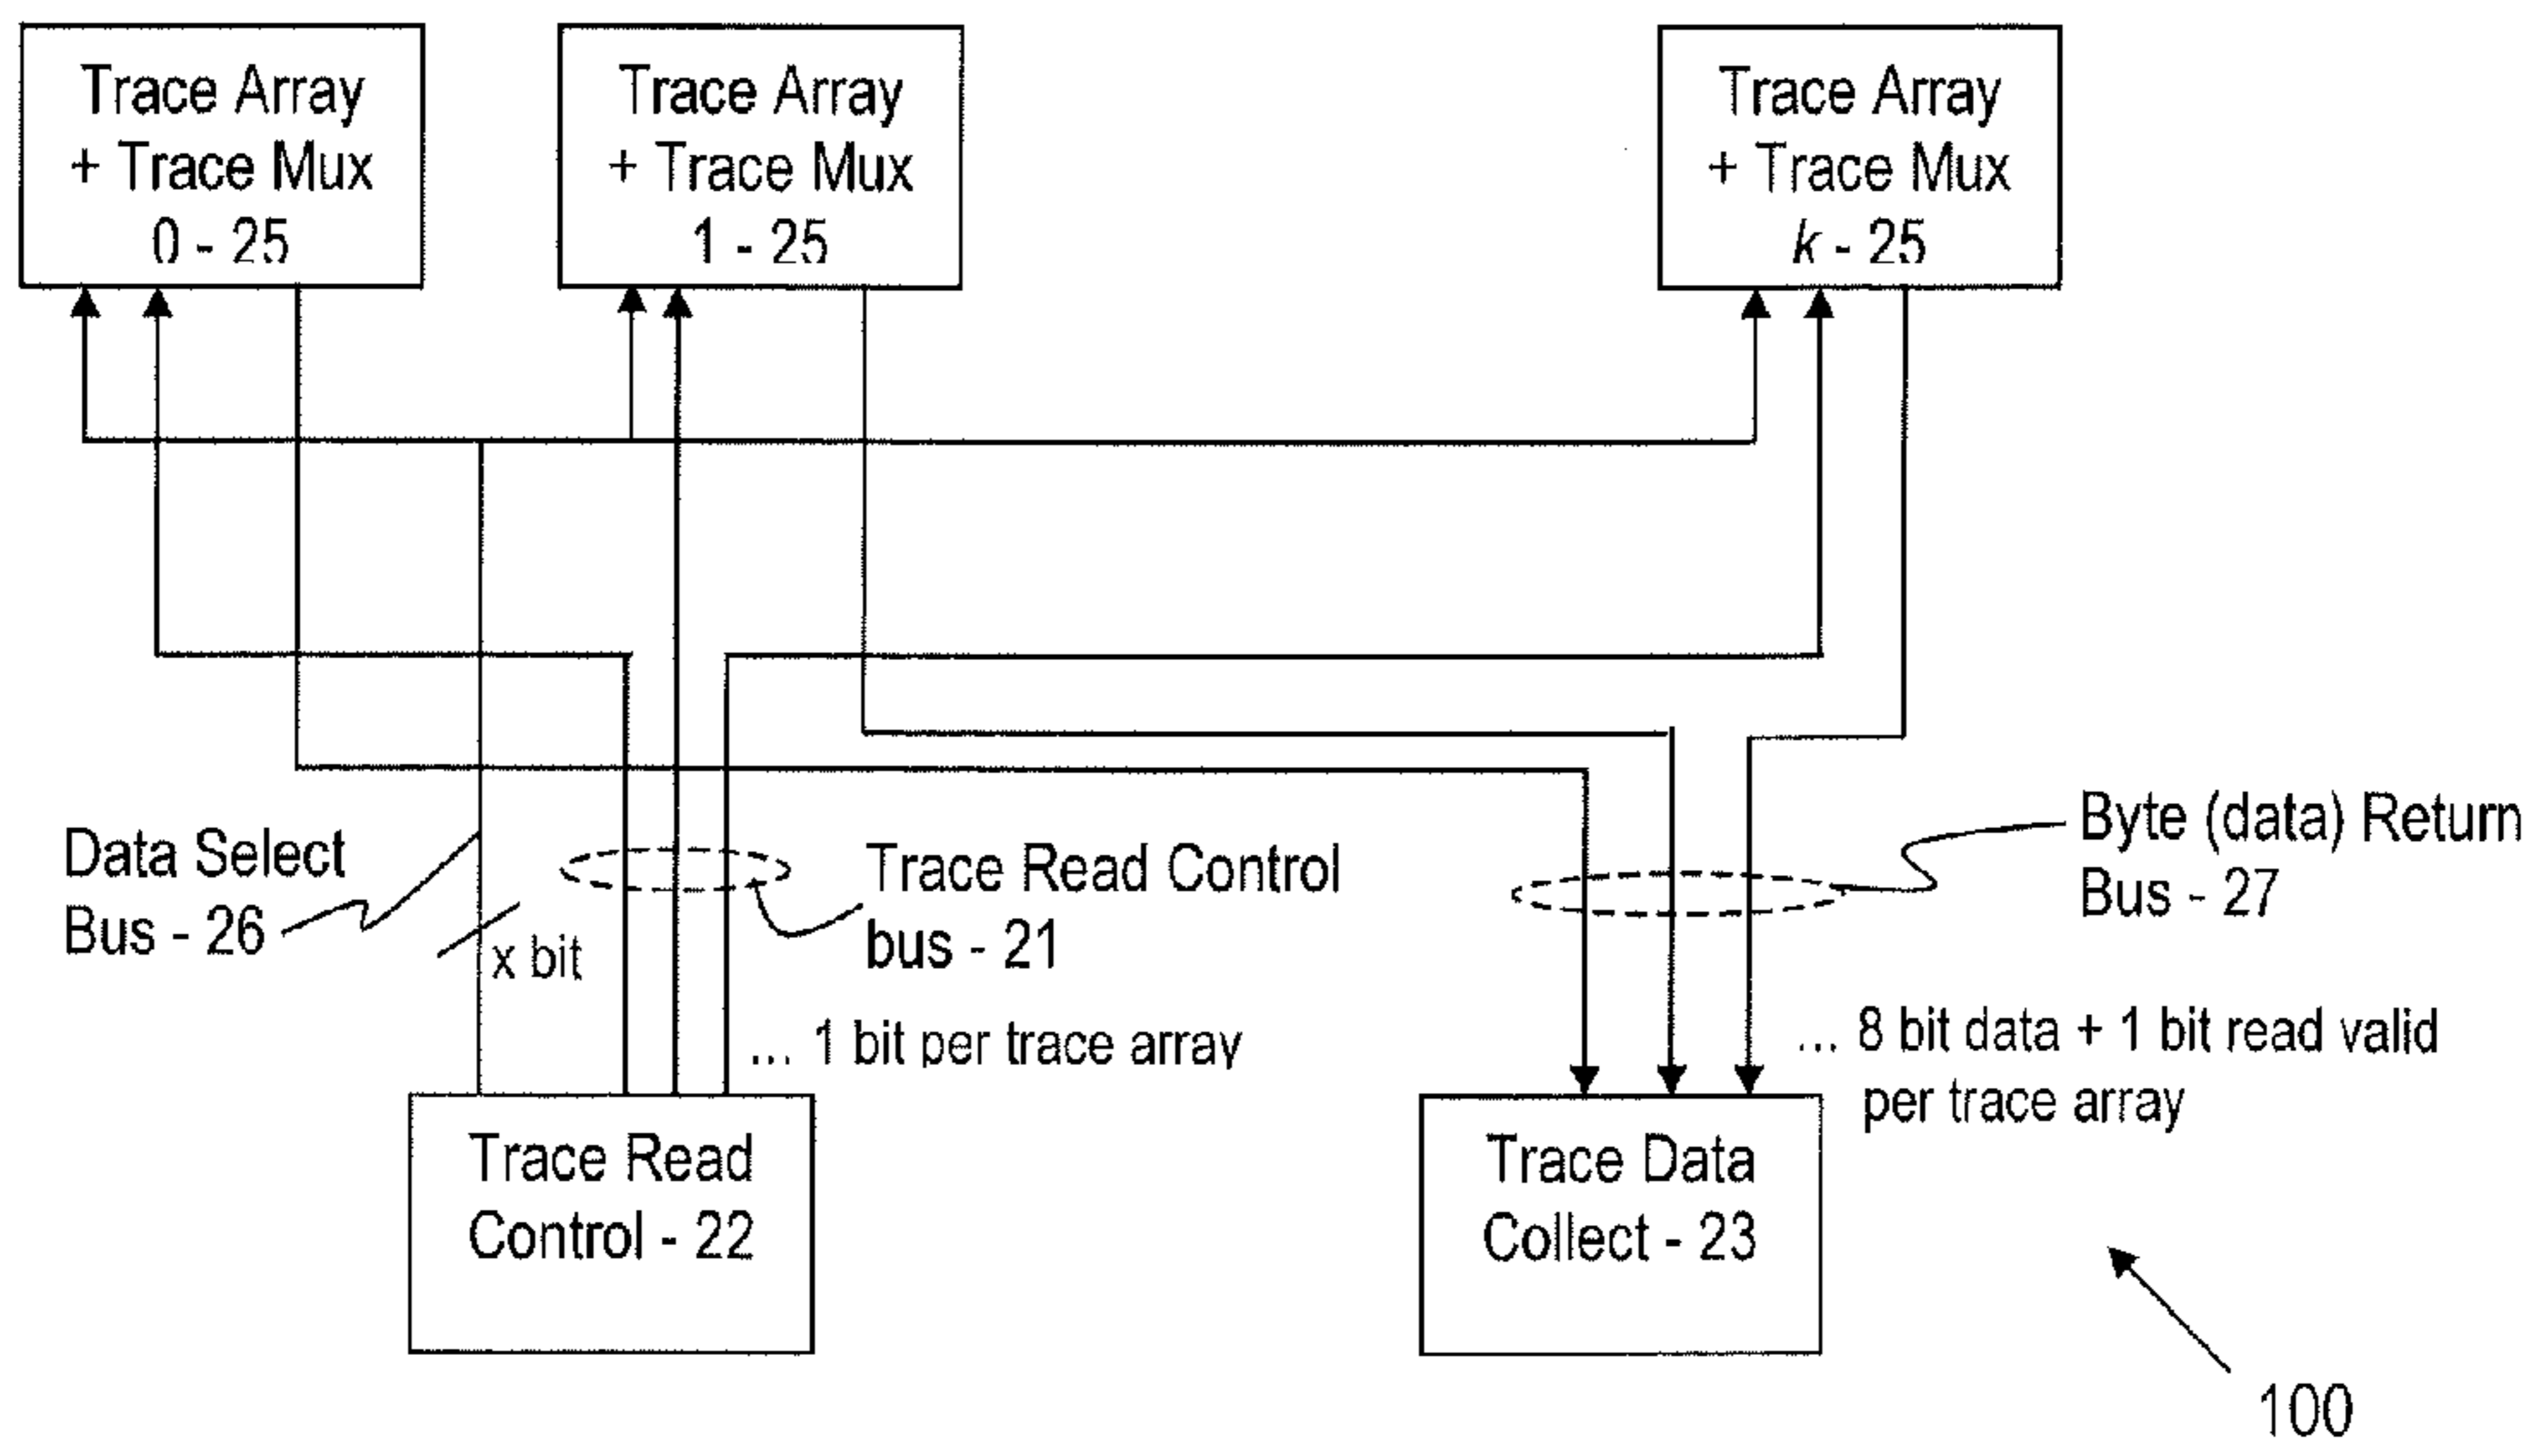 Trace Array
+ Trace Mux
0 - 25
Trace Array
+ Trace Mux
1 - 25
Trace Array
+ Trace Mux
k - 25
Data Select
Bus - 26
x bit
Trace Read Control
bus - 21
... 1 bit per trace array
Byte (data) Return
Bus - 27
... 8 bit data + 1 bit read valid
per trace array
Trace Read
Control - 22
Trace Data
Collect - 23
100